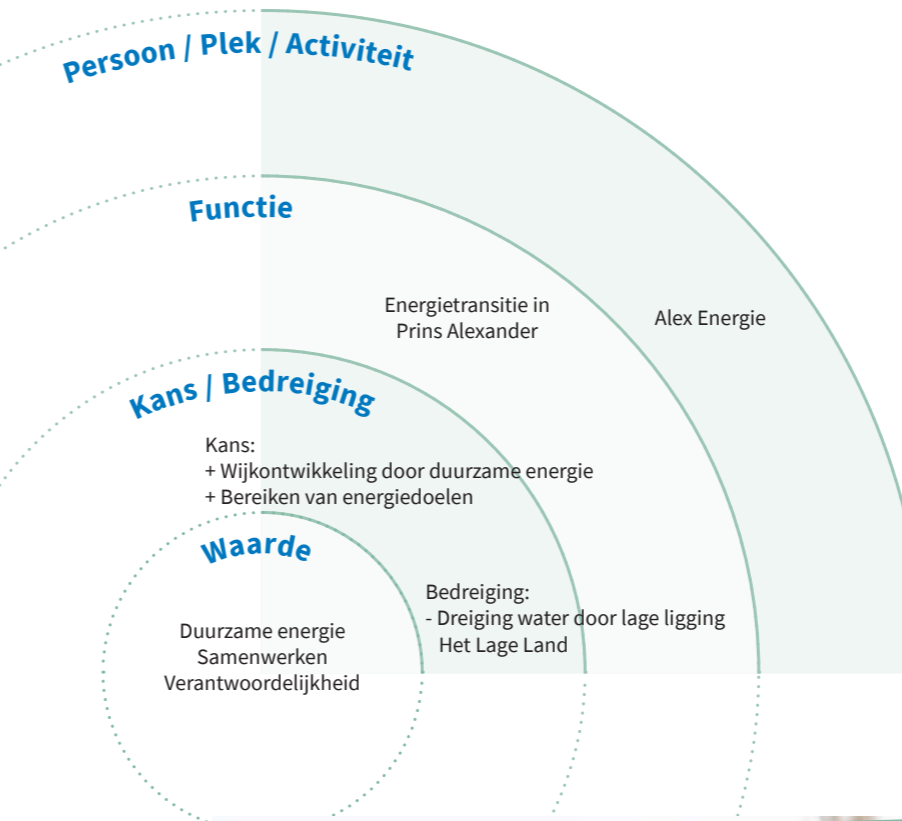 Persoon / Plek / Activiteit
Functie
Energietransitie in
Prins Alexander
Alex Energie
Kans / Bedreiging
Kans:
+ Wijkontwikkeling door duurzame energie
+ Bereiken van energiedoelen
Waarde
Bedreiging:
- Dreiging water door lage ligging
Het Lage Land
Duurzame energie
Samenwerken
Verantwoordelijkheid